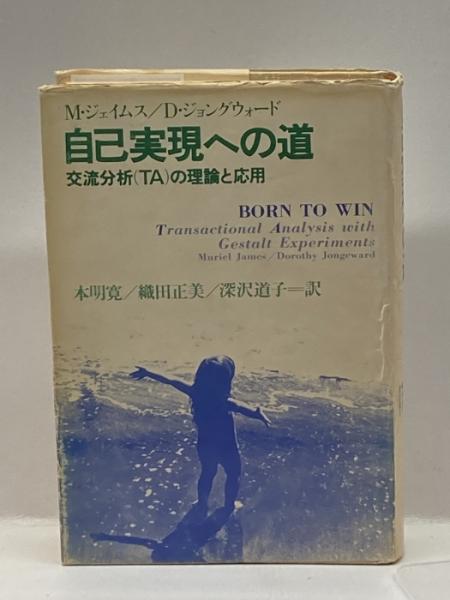 M・ジェイムス／D・ジョングウォード
自己実現への道
交流分析(TA)の理論と応用
BORN TO WIN
Transactional Analysis with
Gestalt Experiments
Muriel James/Dorothy Jongeward
本明寛／織田正美／深沢道子＝訳